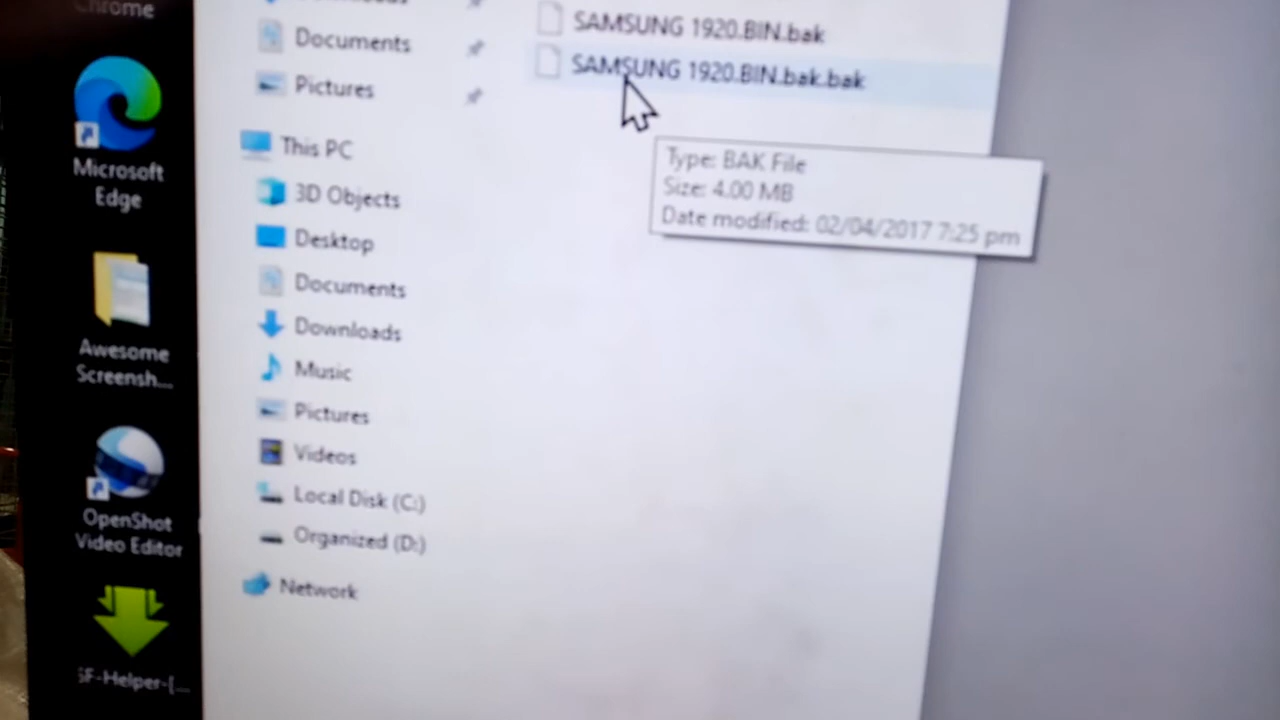 Chrome
Microsoft
Edge
Awesome
Screensh...
OpenShot
Video Editor
SF-Helper-[...
Documents
Pictures
This PC
3D Objects
Desktop
Documents
Downloads
Music
Pictures
Videos
Local Disk (C:)
Organized (D:)
Network
SAMSUNG 1920.BIN.bak
SAMSUNG 1920.BIN.bak.bak
Type: BAK File
Size: 4.00 MB
Date modified: 02/04/2017 7:25 pm